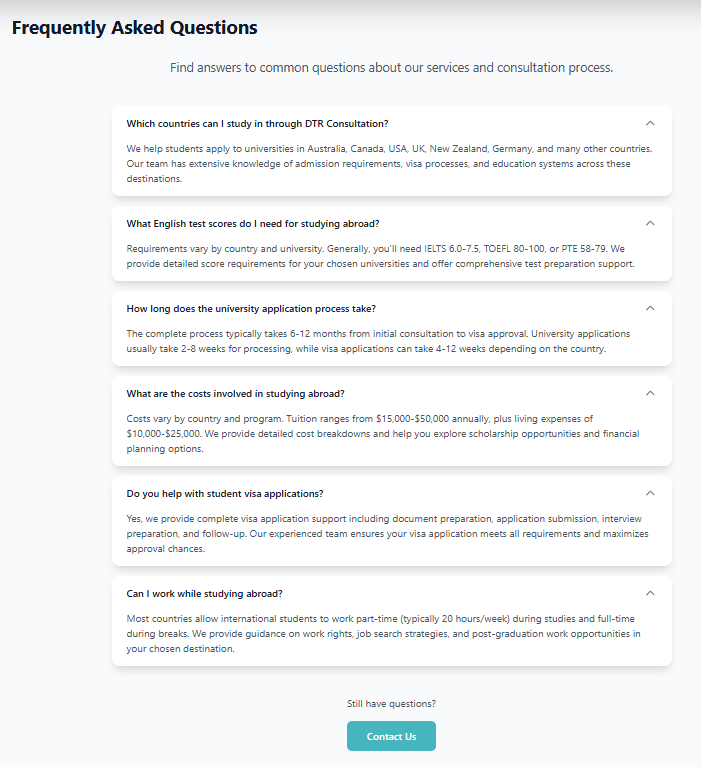 Frequently Asked Questions
Find answers to common questions about our services and consultation process.
Which countries can I study in through DTR Consultation?
We help students apply to universities in Australia, Canada, USA, UK, New Zealand, Germany, and many other countries.
Our team has extensive knowledge of admission requirements, visa processes, and education systems across these
destinations.
What English test scores do I need for studying abroad?
Requirements vary by country and university. Generally, you'll need IELTS 6.0-7.5, TOEFL 80-100, or PTE 58-79. We
provide detailed score requirements for your chosen universities and offer comprehensive test preparation support.
How long does the university application process take?
The complete process typically takes 6-12 months from initial consultation to visa approval. University applications
usually take 2-8 weeks for processing, while visa applications can take 4-12 weeks depending on the country.
What are the costs involved in studying abroad?
Costs vary by country and program. Tuition ranges from $15,000-$50,000 annually, plus living expenses of
$10,000-$25,000. We provide detailed cost breakdowns and help you explore scholarship opportunities and financial
planning options.
Do you help with student visa applications?
Yes, we provide complete visa application support including document preparation, application submission, interview
preparation, and follow-up. Our experienced team ensures your visa application meets all requirements and maximizes
approval chances.
Can I work while studying abroad?
Most countries allow international students to work part-time (typically 20 hours/week) during studies and full-time
during breaks. We provide guidance on work rights, job search strategies, and post-graduation work opportunities in
your chosen destination.
Still have questions?
Contact Us